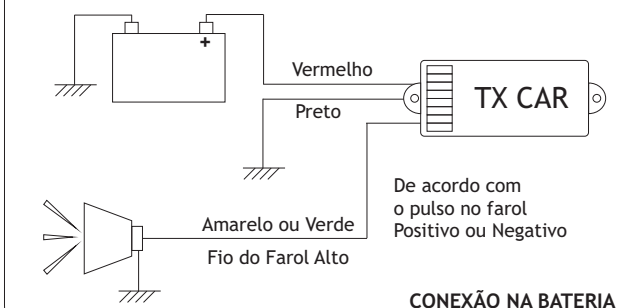 +
Vermelho
Preto
TX CAR
De acordo com
o pulso no farol
Positivo ou Negativo
Amarelo ou Verde
Fio do Farol Alto
CONEXÃO NA BATERIA